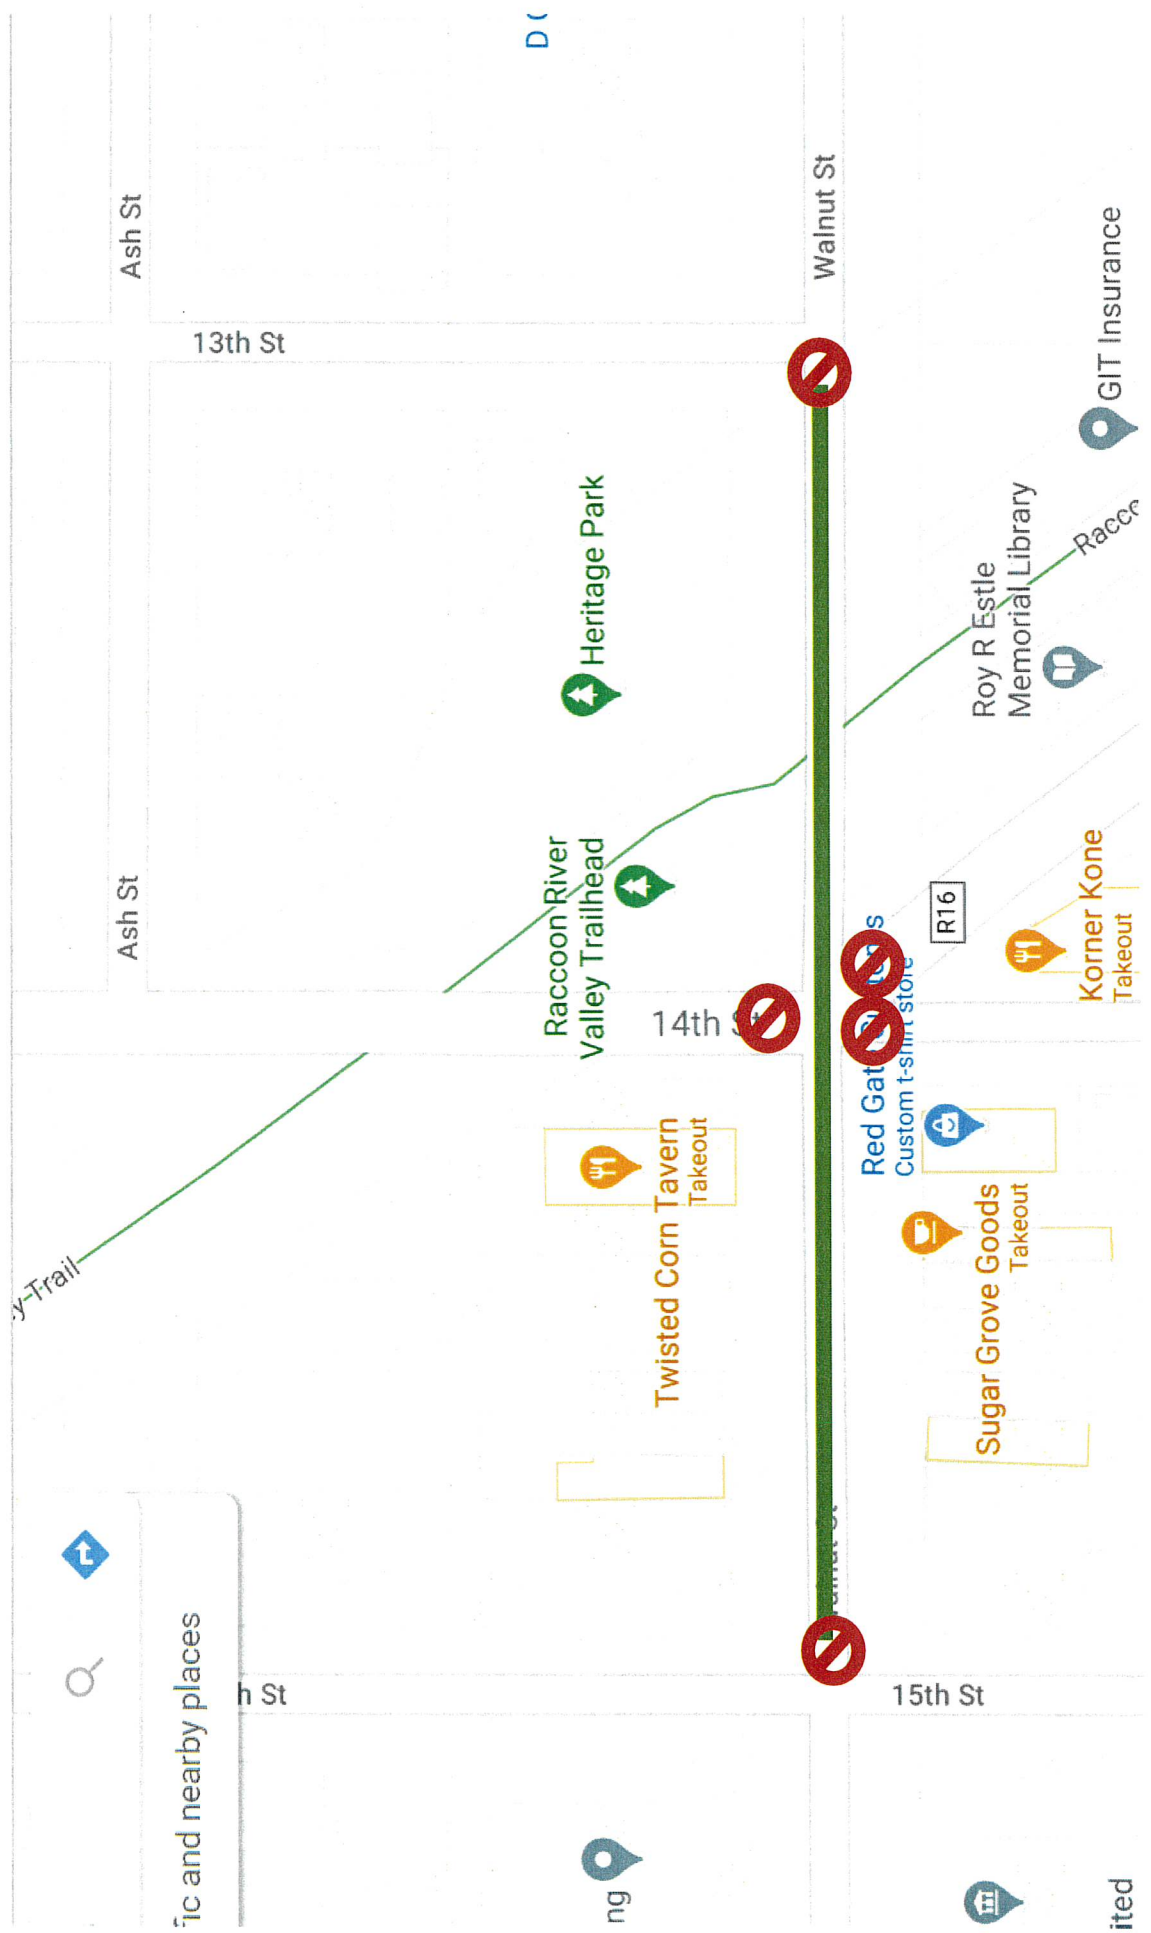 D
Ash St
Walnut St
13th St
GIT Insurance
Heritage Park
Racco
Roy R Estle
Memorial Library
Raccoon River
Valley Trailhead
Ash St
R16
Korner Kone
Takeout
14th St
Red Gat
s
Custom t-shirt store
Twisted Corn Tavern
Takeout
Sugar Grove Goods
Takeout
y Trail
h St
15th St
ic and nearby places
ng
ited